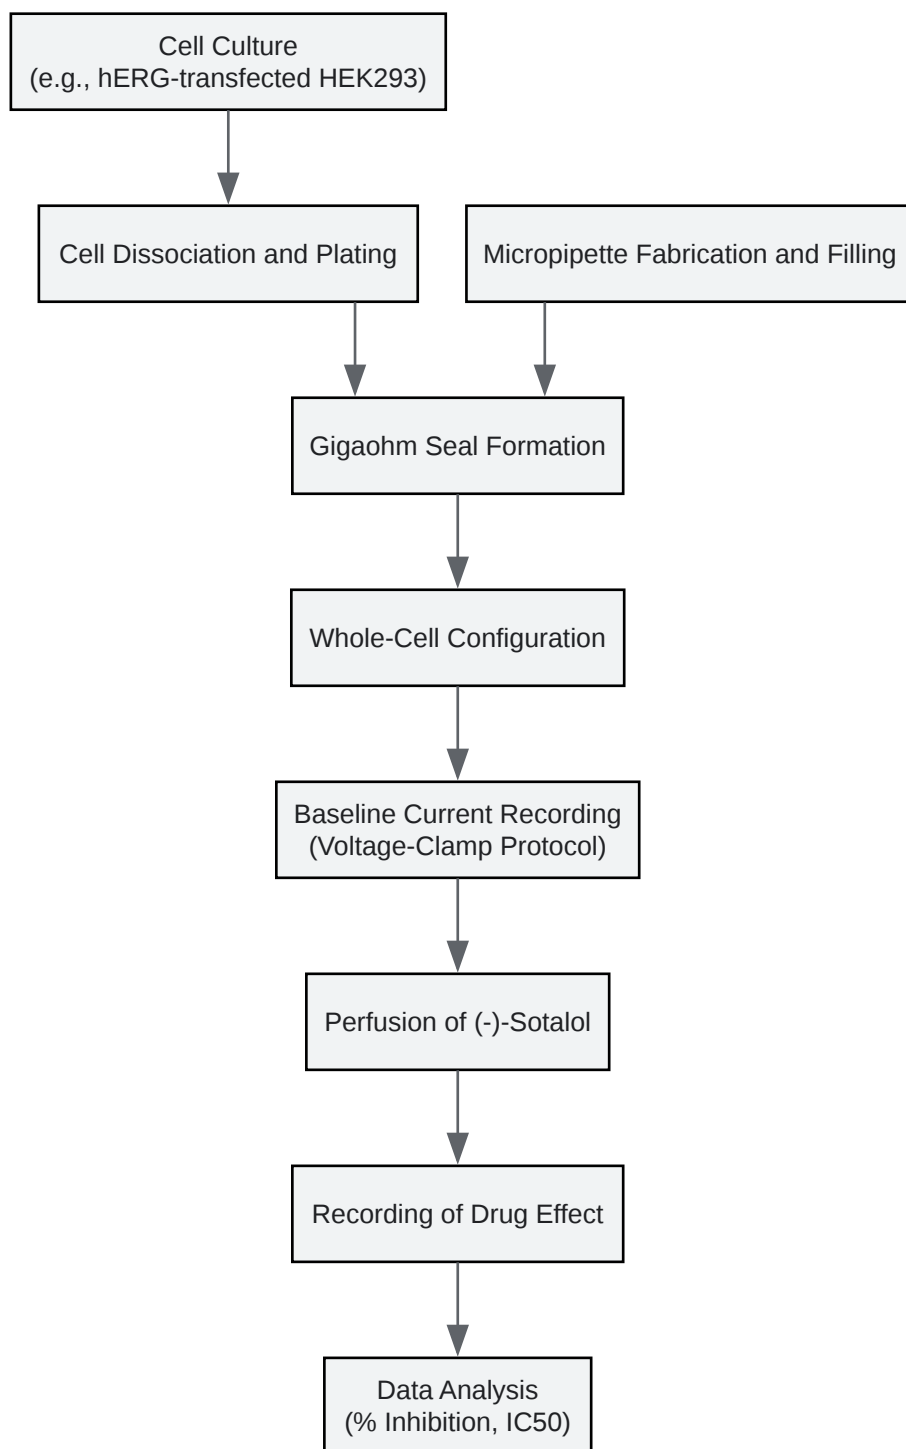 Cell Culture
(e.g., hERG-transfected HEK293)
Cell Dissociation and Plating
Micropipette Fabrication and Filling
Gigaohm Seal Formation
Whole-Cell Configuration
Baseline Current Recording
(Voltage-Clamp Protocol)
Perfusion of (-)-Sotalol
Recording of Drug Effect
Data Analysis
(% Inhibition, IC50)